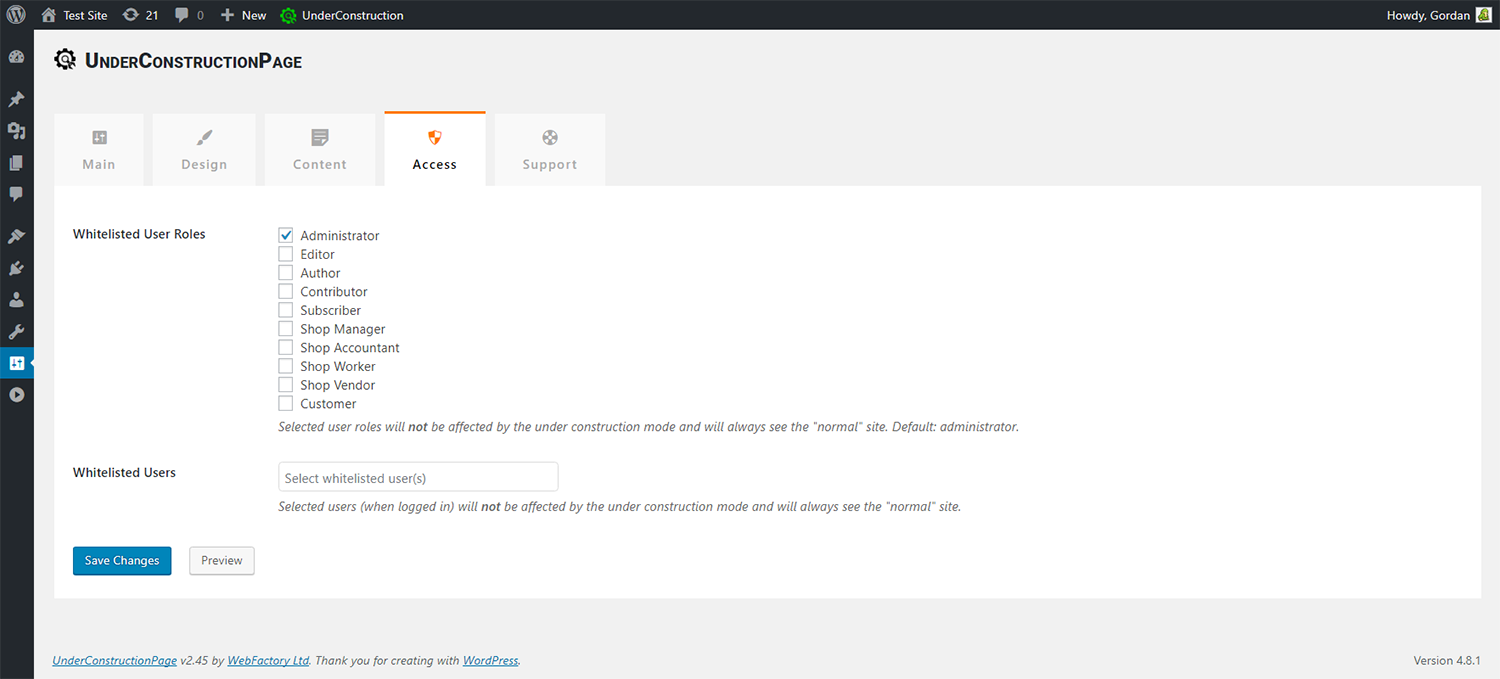 Test Site 21 0 New UnderConstruction Howdy, Gordan
UnderConstructionPage
Main Design Content Access Support
Whitelisted User Roles
Administrator
Editor
Author
Contributor
Subscriber
Shop Manager
Shop Accountant
Shop Worker
Shop Vendor
Customer
Selected user roles will not be affected by the under construction mode and will always see the "normal" site. Default: administrator.
Whitelisted Users
Select whitelisted user(s)
Selected users (when logged in) will not be affected by the under construction mode and will always see the "normal" site.
Save Changes Preview
UnderConstructionPage v2.45 by WebFactory Ltd. Thank you for creating with WordPress. Version 4.8.1